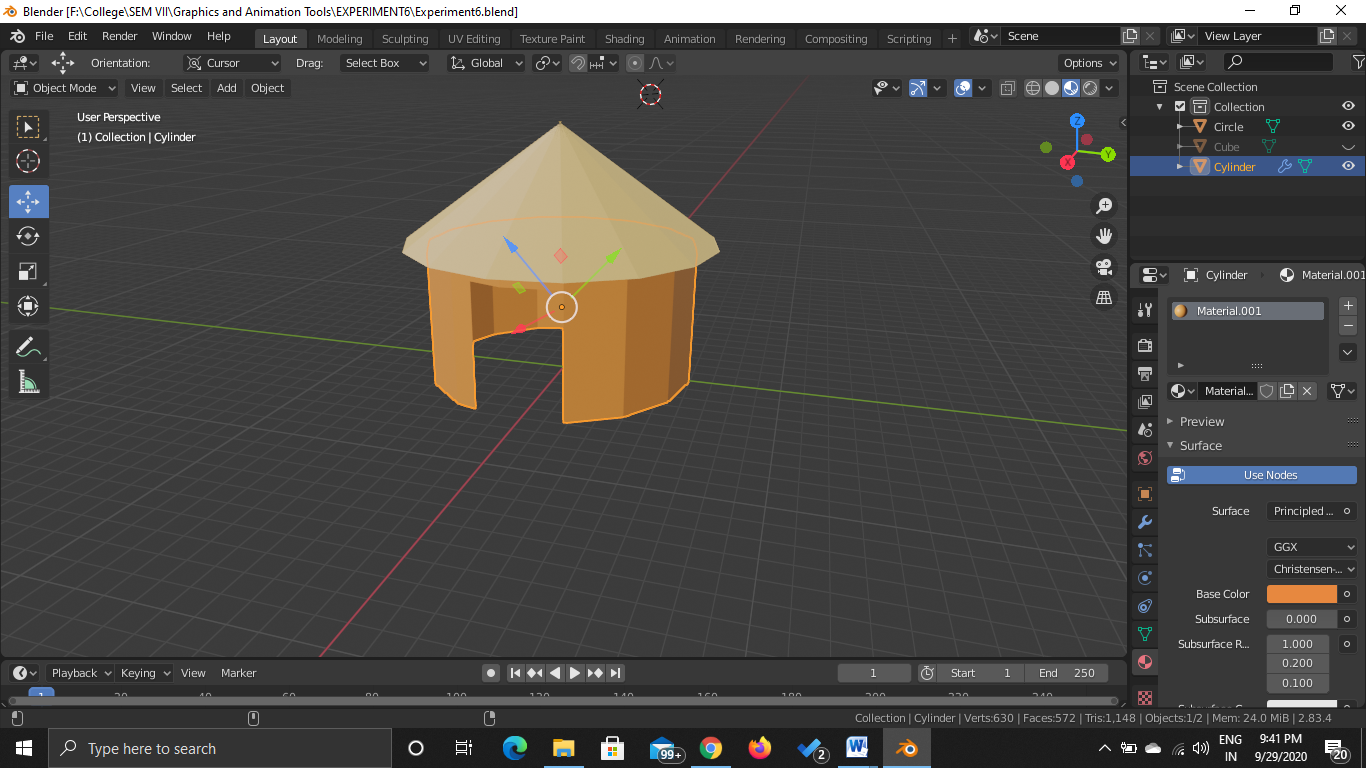 Blender [F:\College\SEM VII\Graphics and Animation Tools\EXPERIMENT6\Experiment6.blend]
File Edit Render Window Help Layout Modeling Sculpting UV Editing Texture Paint Shading Animation Rendering Compositing Scripting + Scene View Layer
Orientation: Cursor Drag: Select Box Global Options
Object Mode View Select Add Object
User Perspective
(1) Collection | Cylinder
Z
Y
X
Scene Collection
Collection
Circle
Cube
Cylinder
Cylinder Material.001
Material.001
Material...
Preview
Surface
Use Nodes
Surface Principled ...
GGX
Christensen-...
Base Color
Subsurface 0.000
Subsurface R... 1.000
0.200
0.100
Playback Keying View Marker 1 Start 1 End 250
1 20 40 60 80 100 120 140 160 180 200 220 240
Collection | Cylinder | Verts:630 | Faces:572 | Tris:1,148 | Objects:1/2 | Mem: 24.0 MiB | 2.83.4
Type here to search
99+
2
ENG
IN
9:41 PM
9/29/2020
20